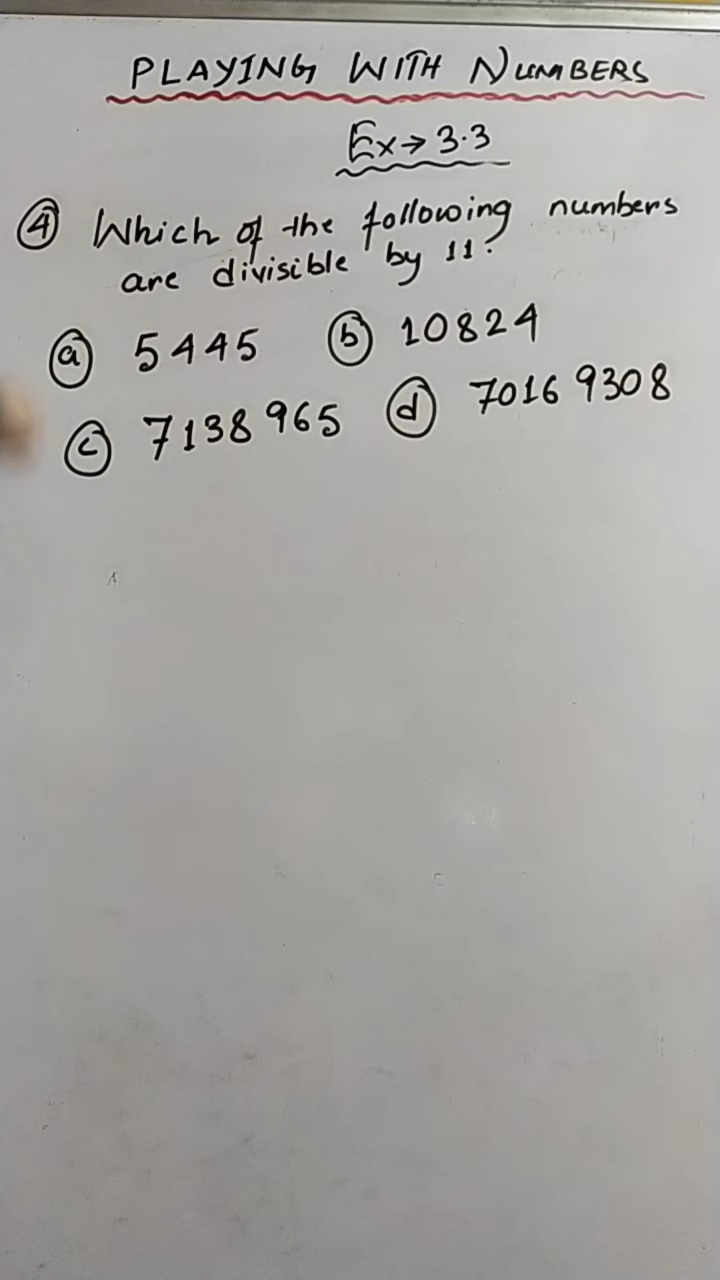 PLAYING WITH NUMBERS
Ex→3.3
④ Which of the following numbers
are divisible by 11?
ⓐ 5445 ⓑ 10824
ⓒ 7138965 ⓓ 70169308